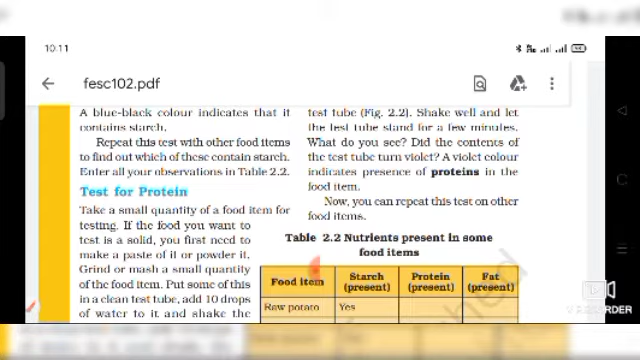 10:11
fesc102.pdf
A blue-black colour indicates that it
contains starch.
Repeat this test with other food items
to find out which of these contain starch.
Enter all your observations in Table 2.2.
Test for Protein
Take a small quantity of a food item for
testing. If the food you want to
test is a solid, you first need to
make a paste of it or powder it.
Grind or mash a small quantity
of the food item. Put some of this
in a clean test tube, add 10 drops
of water to it and shake the
test tube (Fig. 2.2). Shake well and let
the test tube stand for a few minutes.
What do you see? Did the contents of
the test tube turn violet? A violet colour
indicates presence of proteins in the
food item.
Now, you can repeat this test on other
food items.
Table 2.2 Nutrients present in some
food items
Food item Starch (present) Protein (present) Fat (present)
Raw potato Yes
RECORDER